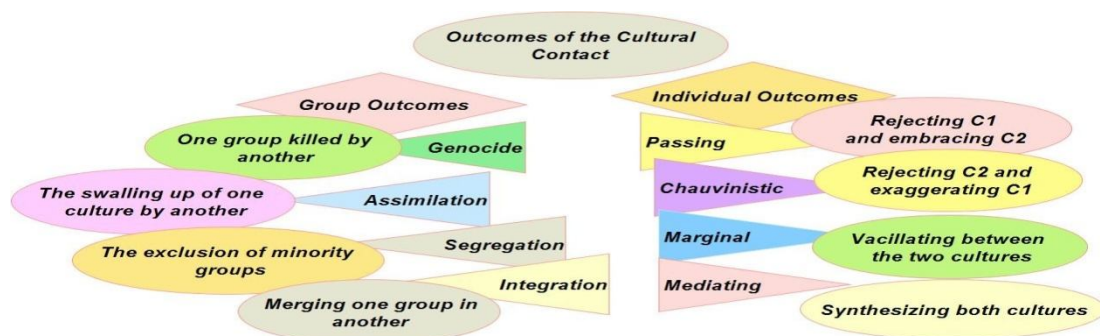 Outcomes of the Cultural
Contact
Group Outcomes
One group killed by
another
Genocide
The swalling up of one
culture by another
Assimilation
The exclusion of minority
groups
Segregation
Merging one group in
another
Integration
Individual Outcomes
Passing
Rejecting C1
and embracing C2
Chauvinistic
Rejecting C2 and
exaggerating C1
Marginal
Vacillating between
the two cultures
Mediating
Synthesizing both cultures